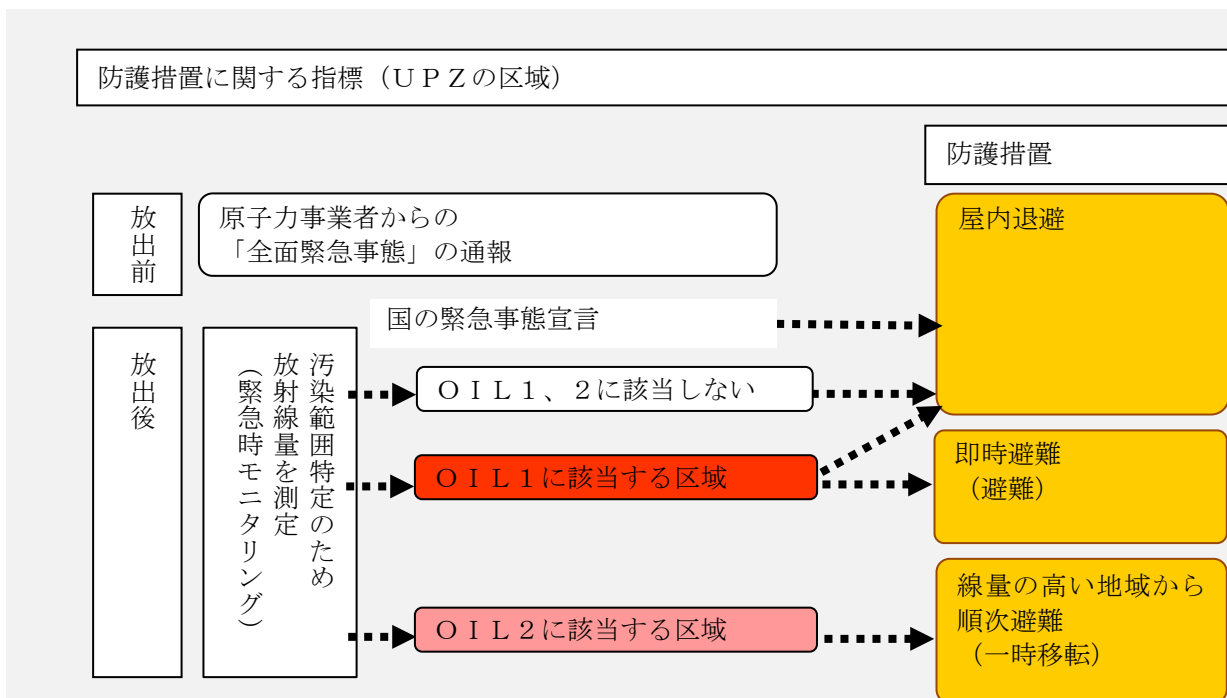 防護措置に関する指標（ＵＰＺの区域）
防護措置
放出前
原子力事業者からの
「全面緊急事態」の通報
屋内退避
国の緊急事態宣言
放出後
汚染範囲特定のため
放射線量を測定
（緊急時モニタリング）
ＯＩＬ１、２に該当しない
ＯＩＬ１に該当する区域
即時避難
（避難）
ＯＩＬ２に該当する区域
線量の高い地域から
順次避難
（一時移転）